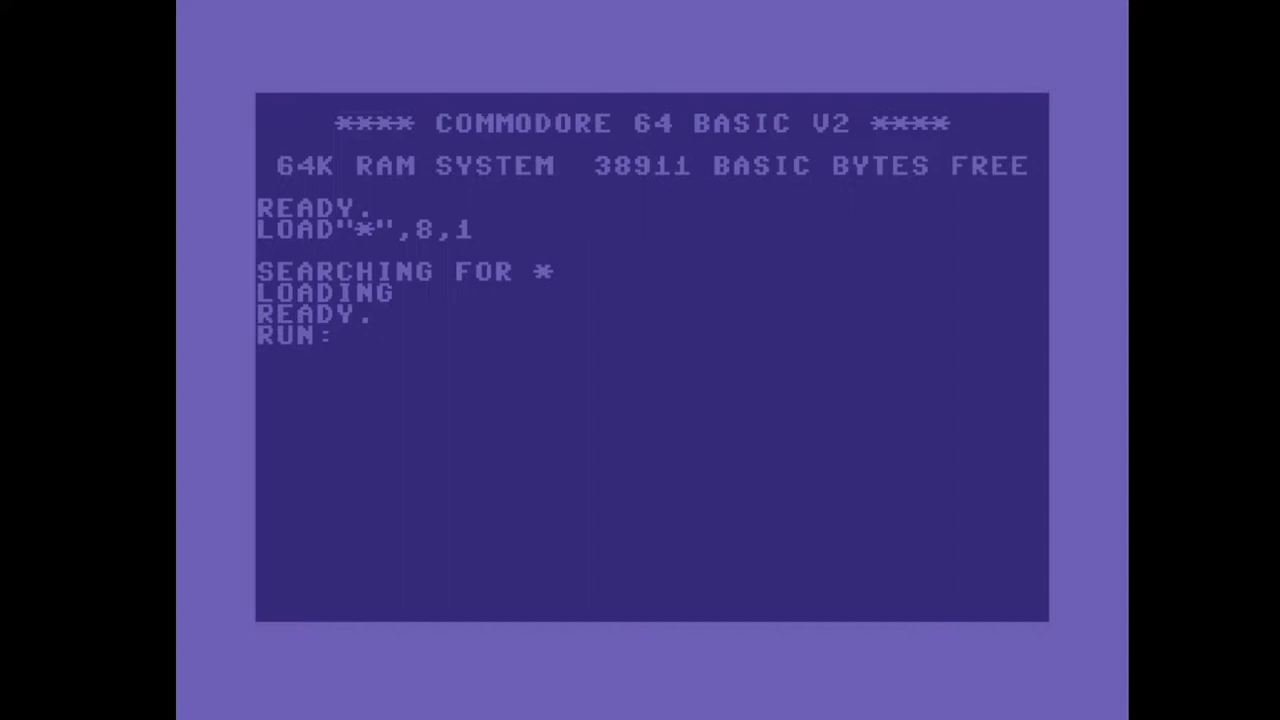 **** COMMODORE 64 BASIC V2 ****
64K RAM SYSTEM  38911 BASIC BYTES FREE
READY.
LOAD"*",8,1
SEARCHING FOR *
LOADING
READY.
RUN: